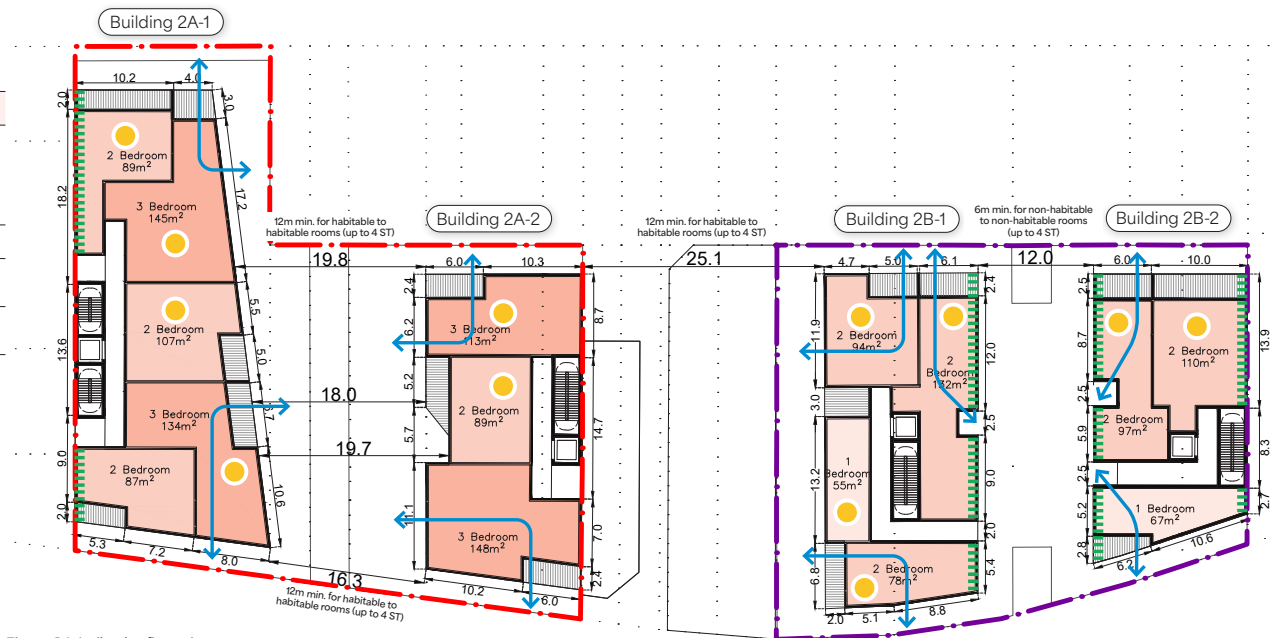 Building 2A-1
10.2
4.0
2.0
3.0
2 Bedroom
89m²
18.2
3 Bedroom
145m²
17.2
12m min. for habitable to
habitable rooms (up to 4 ST)
Building 2A-2
12m min. for habitable to
habitable rooms (up to 4 ST)
Building 2B-1
6m min. for non-habitable
to non-habitable rooms
(up to 4 ST)
Building 2B-2
19.8
6.0
10.3
25.1
4.7
5.0
6.1
12.0
6.0
10.0
2.4
6.2
3 Bedroom
113m²
8.7
2 Bedroom
107m²
5.5
5.0
13.6
5.2
18.0
5.7
19.7
2 Bedroom
89m²
14.7
3 Bedroom
134m²
2 Bedroom
87m²
9.0
2.0
10.6
5.3
7.2
8.0
16.3
12m min. for habitable to
habitable rooms (up to 4 ST)
11.1
3 Bedroom
148m²
7.0
2.4
10.2
6.0
11.9
2 Bedroom
94m²
2
Bedroom
132m²
2.4
12.0
2.5
3.0
13.2
1
Bedroom
55m²
9.0
2.0
6.8
2 Bedroom
78m²
5.4
2.0
5.1
8.8
2.5
8.7
2 Bedroom
110m²
13.9
2.5
2 Bedroom
97m²
5.9
8.3
2.5
5.2
1 Bedroom
67m²
2.7
2.8
6.2
10.6